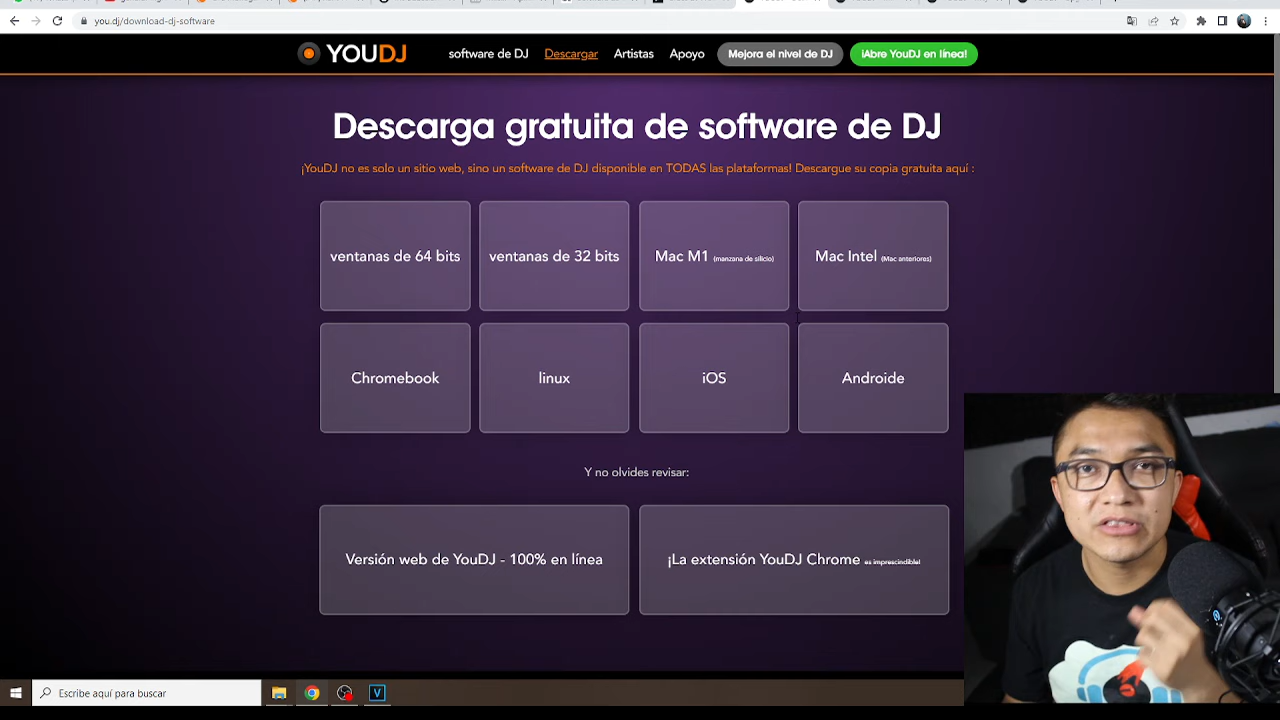 you.dj/download-dj-software
YOUDJ
software de DJ
Descargar
Artistas
Apoyo
Mejora el nivel de DJ
¡Abre YouDJ en línea!
Descarga gratuita de software de DJ
¡YouDJ no es solo un sitio web, sino un software de DJ disponible en TODAS las plataformas! Descargue su copia gratuita aquí :
ventanas de 64 bits
ventanas de 32 bits
Mac M1 (manzana de silicio)
Mac Intel (Mac anteriores)
Chromebook
linux
iOS
Androide
Y no olvides revisar:
Versión web de YouDJ - 100% en línea
¡La extensión YouDJ Chrome es imprescindible!
Escribe aquí para buscar
V